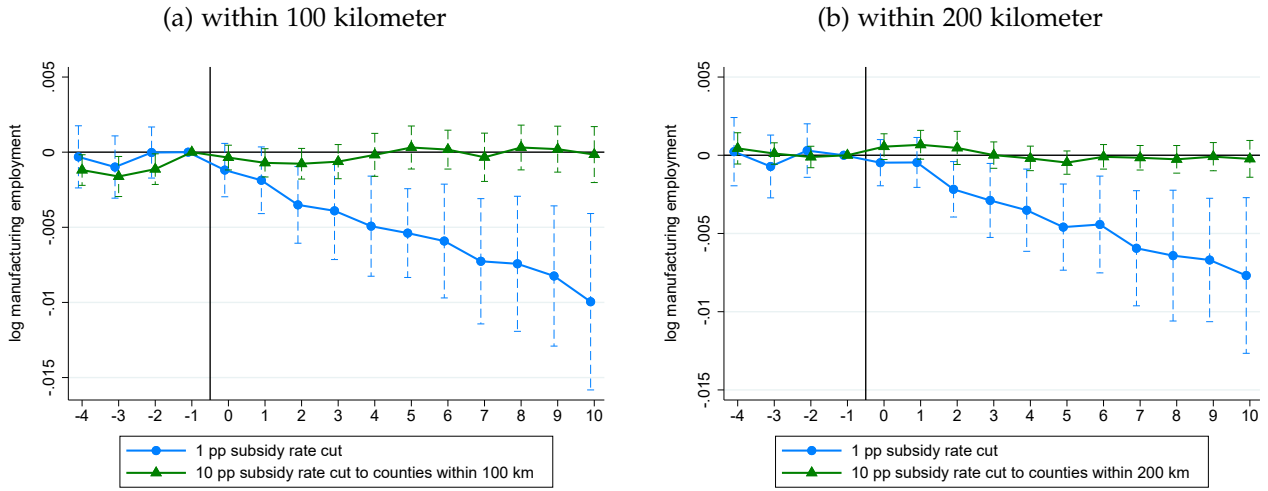 (a) within 100 kilometer
.005
0
-.005
-.01
-.015
log manufacturing employment
-4 -3 -2 -1 0 1 2 3 4 5 6 7 8 9 10
1 pp subsidy rate cut
10 pp subsidy rate cut to counties within 100 km
(b) within 200 kilometer
.005
0
-.005
-.01
-.015
log manufacturing employment
-4 -3 -2 -1 0 1 2 3 4 5 6 7 8 9 10
1 pp subsidy rate cut
10 pp subsidy rate cut to counties within 200 km